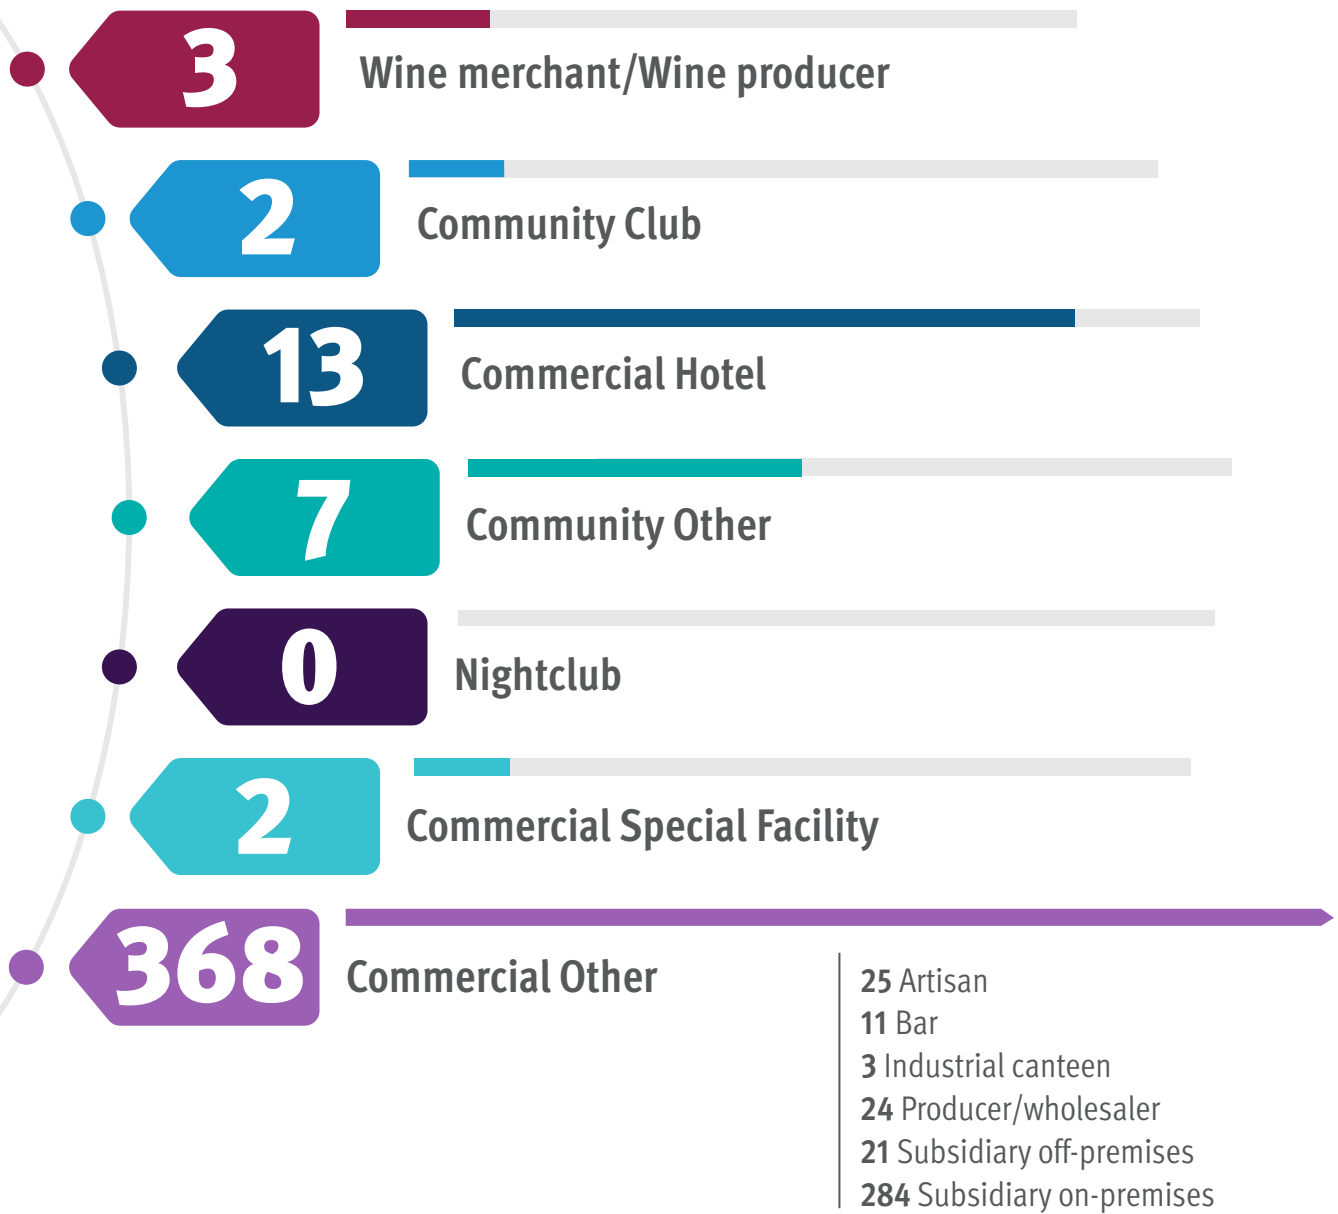 3
Wine merchant/Wine producer
2
Community Club
13
Commercial Hotel
7
Community Other
0
Nightclub
2
Commercial Special Facility
368
Commercial Other
25 Artisan
11 Bar
3 Industrial canteen
24 Producer/wholesaler
21 Subsidiary off-premises
284 Subsidiary on-premises